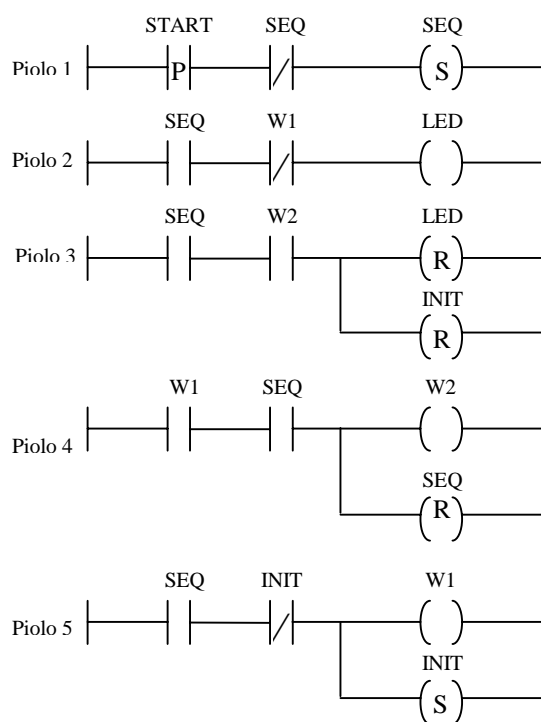 START SEQ SEQ
Piolo 1 P S
SEQ W1 LED
Piolo 2
SEQ W2 LED
Piolo 3 R
INIT
R
W1 SEQ W2
Piolo 4
SEQ
R
SEQ INIT W1
Piolo 5
INIT
S